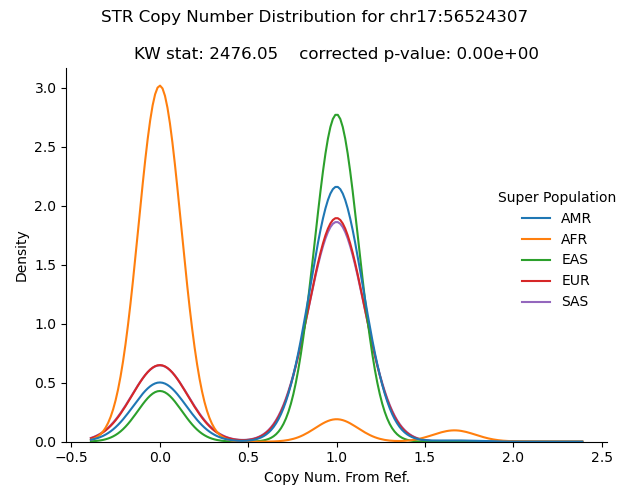 STR Copy Number Distribution for chr17:56524307
KW stat: 2476.05    corrected p-value: 0.00e+00
3.0
2.5
2.0
1.5
1.0
0.5
0.0
Density
−0.5
0.0
0.5
1.0
1.5
2.0
2.5
Copy Num. From Ref.
Super Population
AMR
AFR
EAS
EUR
SAS